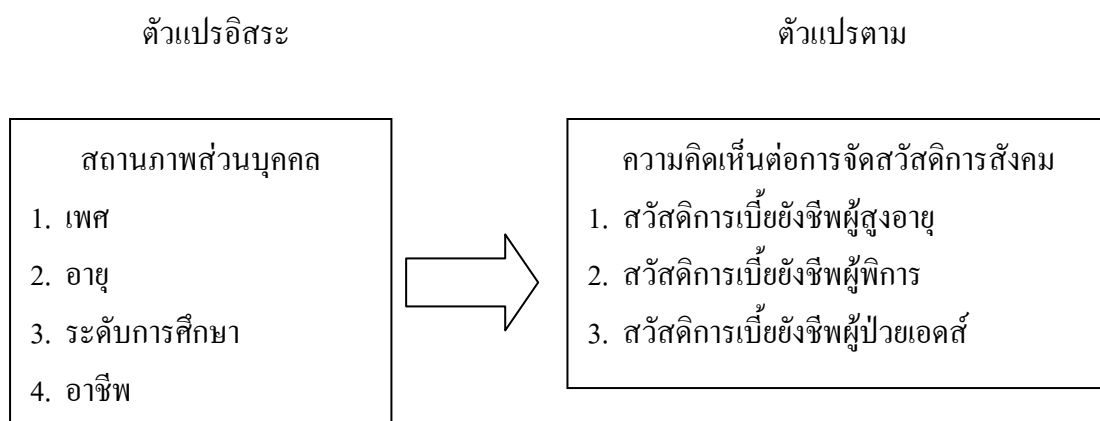 ตัวแปรอิสระ
ตัวแปรตาม
สถานภาพส่วนบุคคล
1. เพศ
2. อายุ
3. ระดับการศึกษา
4. อาชีพ
ความคิดเห็นต่อการจัดสวัสดิการสังคม
1. สวัสดิการเบี้ยยังชีพผู้สูงอายุ
2. สวัสดิการเบี้ยยังชีพผู้พิการ
3. สวัสดิการเบี้ยยังชีพผู้ป่วยเอดส์